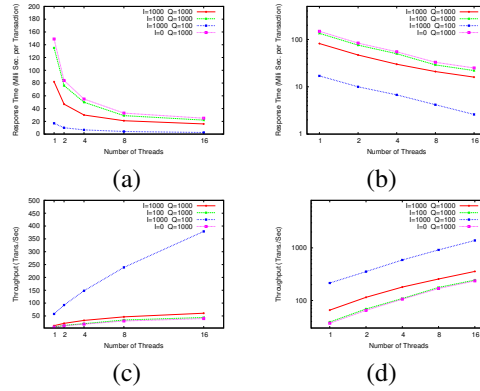 I=1000 Q=1000
I=100 Q=1000
I=1000 Q=100
I=0 Q=1000
Response Time (Milli Sec. per Transaction)
200
180
160
140
120
100
80
60
40
20
0
1 2 4 8 16
Number of Threads
(a)
I=1000 Q=1000
I=100 Q=1000
I=1000 Q=100
I=0 Q=1000
Response Time (Milli Sec. per Transaction)
100
10
1
1 2 4 8 16
Number of Threads
(b)
I=1000 Q=1000
I=100 Q=1000
I=1000 Q=100
I=0 Q=1000
Throughput (Trans/Sec)
500
450
400
350
300
250
200
150
100
50
1 2 4 8 16
Number of Threads
(c)
I=1000 Q=1000
I=100 Q=1000
I=1000 Q=100
I=0 Q=1000
Throughput (Trans/Sec)
1000
100
1 2 4 8 16
Number of Threads
(d)